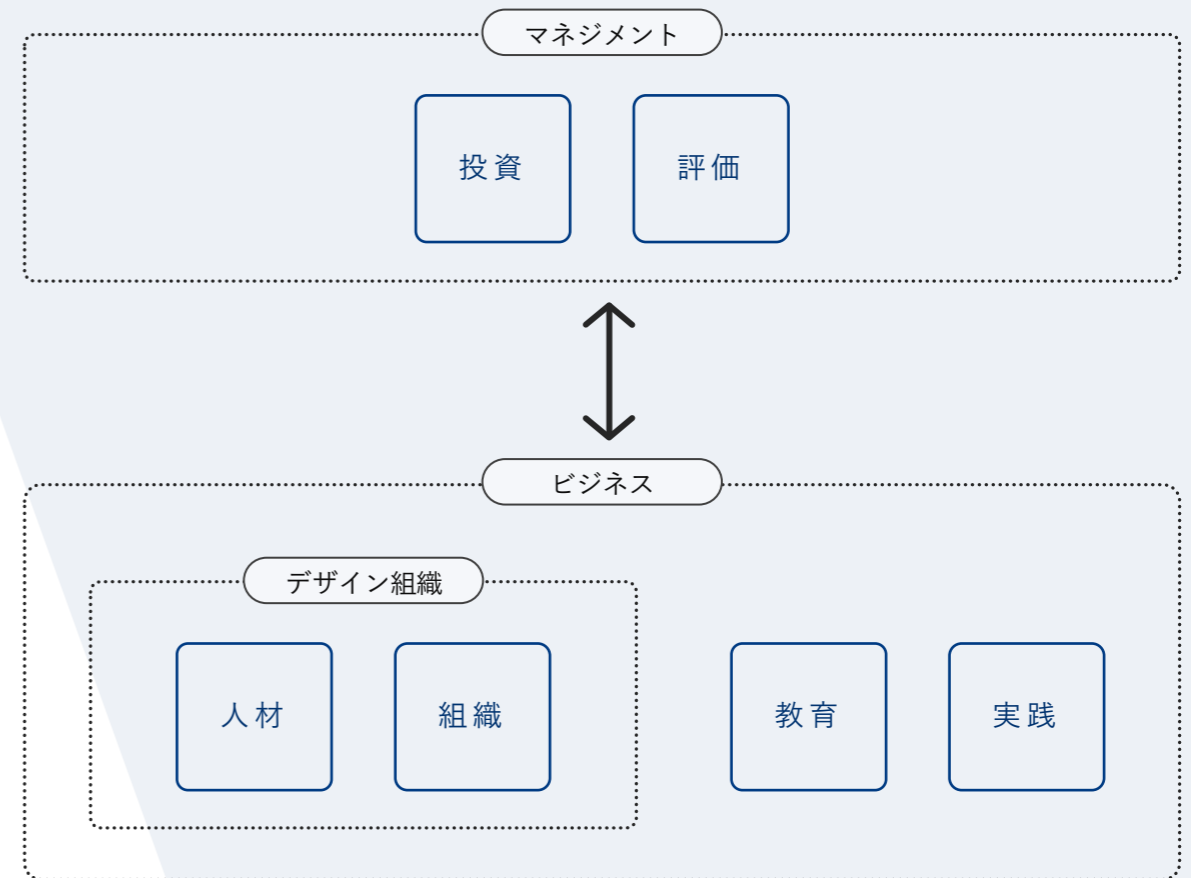 マネジメント
投資
評価
ビジネス
デザイン組織
人材
組織
教育
実践